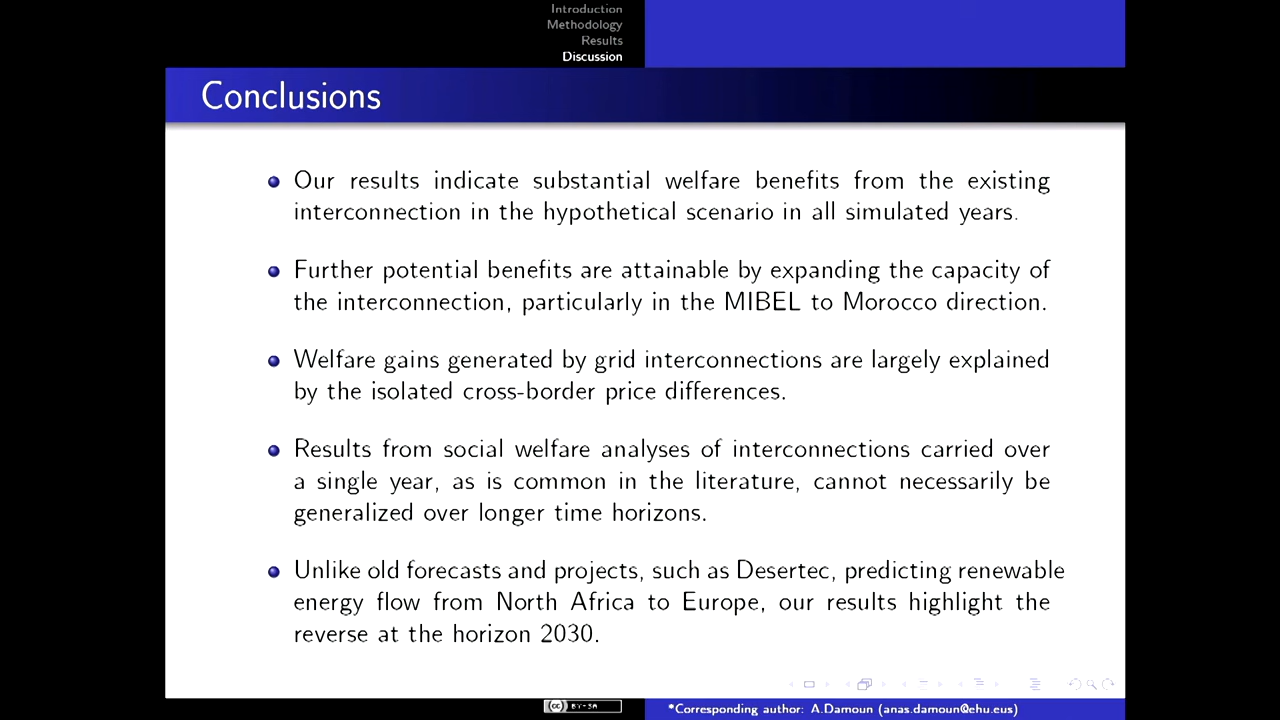 Introduction
Methodology
Results
Discussion
Conclusions
Our results indicate substantial welfare benefits from the existing
interconnection in the hypothetical scenario in all simulated years.
Further potential benefits are attainable by expanding the capacity of
the interconnection, particularly in the MIBEL to Morocco direction.
Welfare gains generated by grid interconnections are largely explained
by the isolated cross-border price differences.
Results from social welfare analyses of interconnections carried over
a single year, as is common in the literature, cannot necessarily be
generalized over longer time horizons.
Unlike old forecasts and projects, such as Desertec, predicting renewable
energy flow from North Africa to Europe, our results highlight the
reverse at the horizon 2030.
(cc) BY-SA
*Corresponding author: A.Damoun (anas.damoun@ehu.eus)